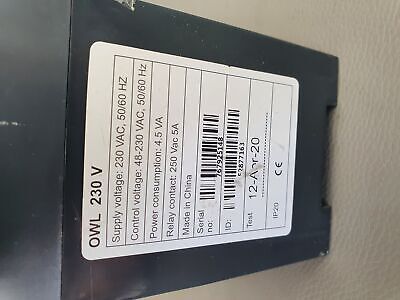 OWL 230 V
Supply voltage: 230 VAC, 50/60 HZ
Control voltage: 48-230 VAC, 50/60 Hz
Power consumption: 4.5 VA
Relay contact: 250 Vac 5A
Made in China
Serial no: 767925148
ID:
Test 12-Apr-20
IP20 CE